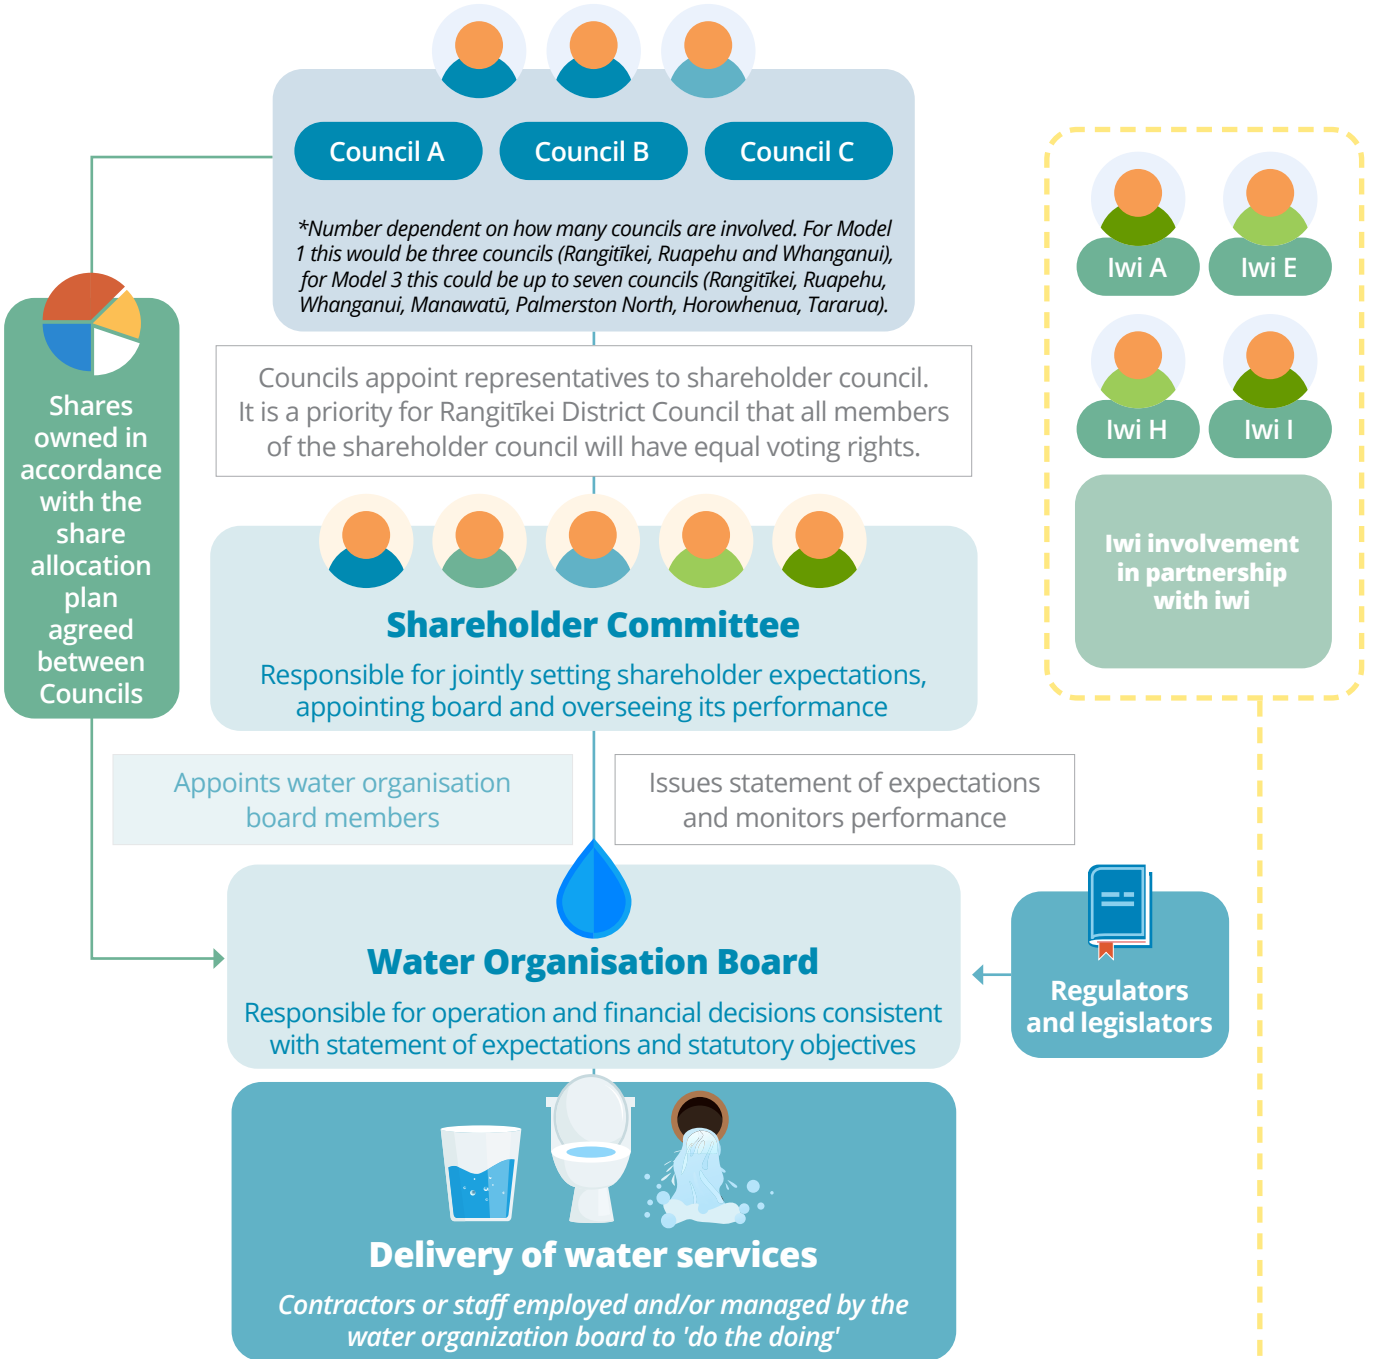 Council A
Council B
Council C
*Number dependent on how many councils are involved. For Model
1 this would be three councils (Rangitīkei, Ruapehu and Whanganui),
for Model 3 this could be up to seven councils (Rangitīkei, Ruapehu,
Whanganui, Manawatū, Palmerston North, Horowhenua, Tararua).
Iwi A
Iwi E
Iwi H
Iwi I
Iwi involvement
in partnership
with iwi
Shares
owned in
accordance
with the
share
allocation
plan
agreed
between
Councils
Councils appoint representatives to shareholder council.
It is a priority for Rangitīkei District Council that all members
of the shareholder council will have equal voting rights.
Shareholder Committee
Responsible for jointly setting shareholder expectations,
appointing board and overseeing its performance
Appoints water organisation
board members
Issues statement of expectations
and monitors performance
Water Organisation Board
Responsible for operation and financial decisions consistent
with statement of expectations and statutory objectives
Regulators
and legislators
Delivery of water services
Contractors or staff employed and/or managed by the
water organization board to 'do the doing'